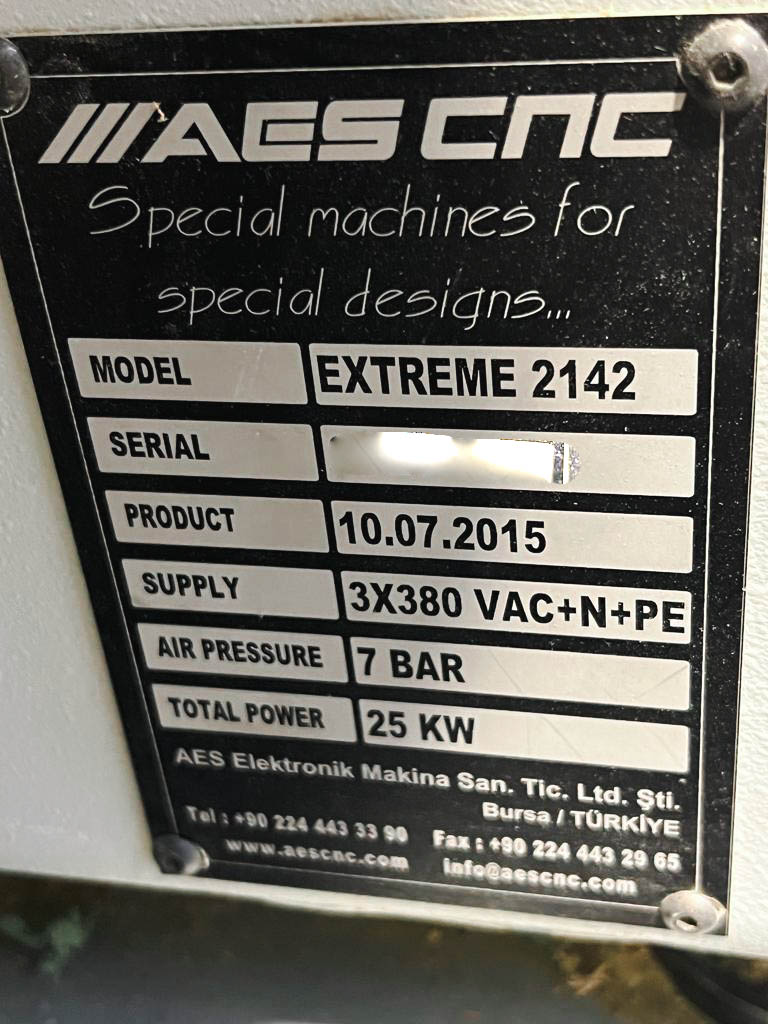 AES CNC
Special machines for
special designs...
MODEL EXTREME 2142
SERIAL
PRODUCT 10.07.2015
SUPPLY 3X380 VAC+N+PE
AIR PRESSURE 7 BAR
TOTAL POWER 25 KW
AES Elektronik Makina San. Tic. Ltd. Şti.
Bursa / TÜRKİYE
Tel : +90 224 443 33 90 Fax : +90 224 443 29 65
www.aescnc.com info@aescnc.com